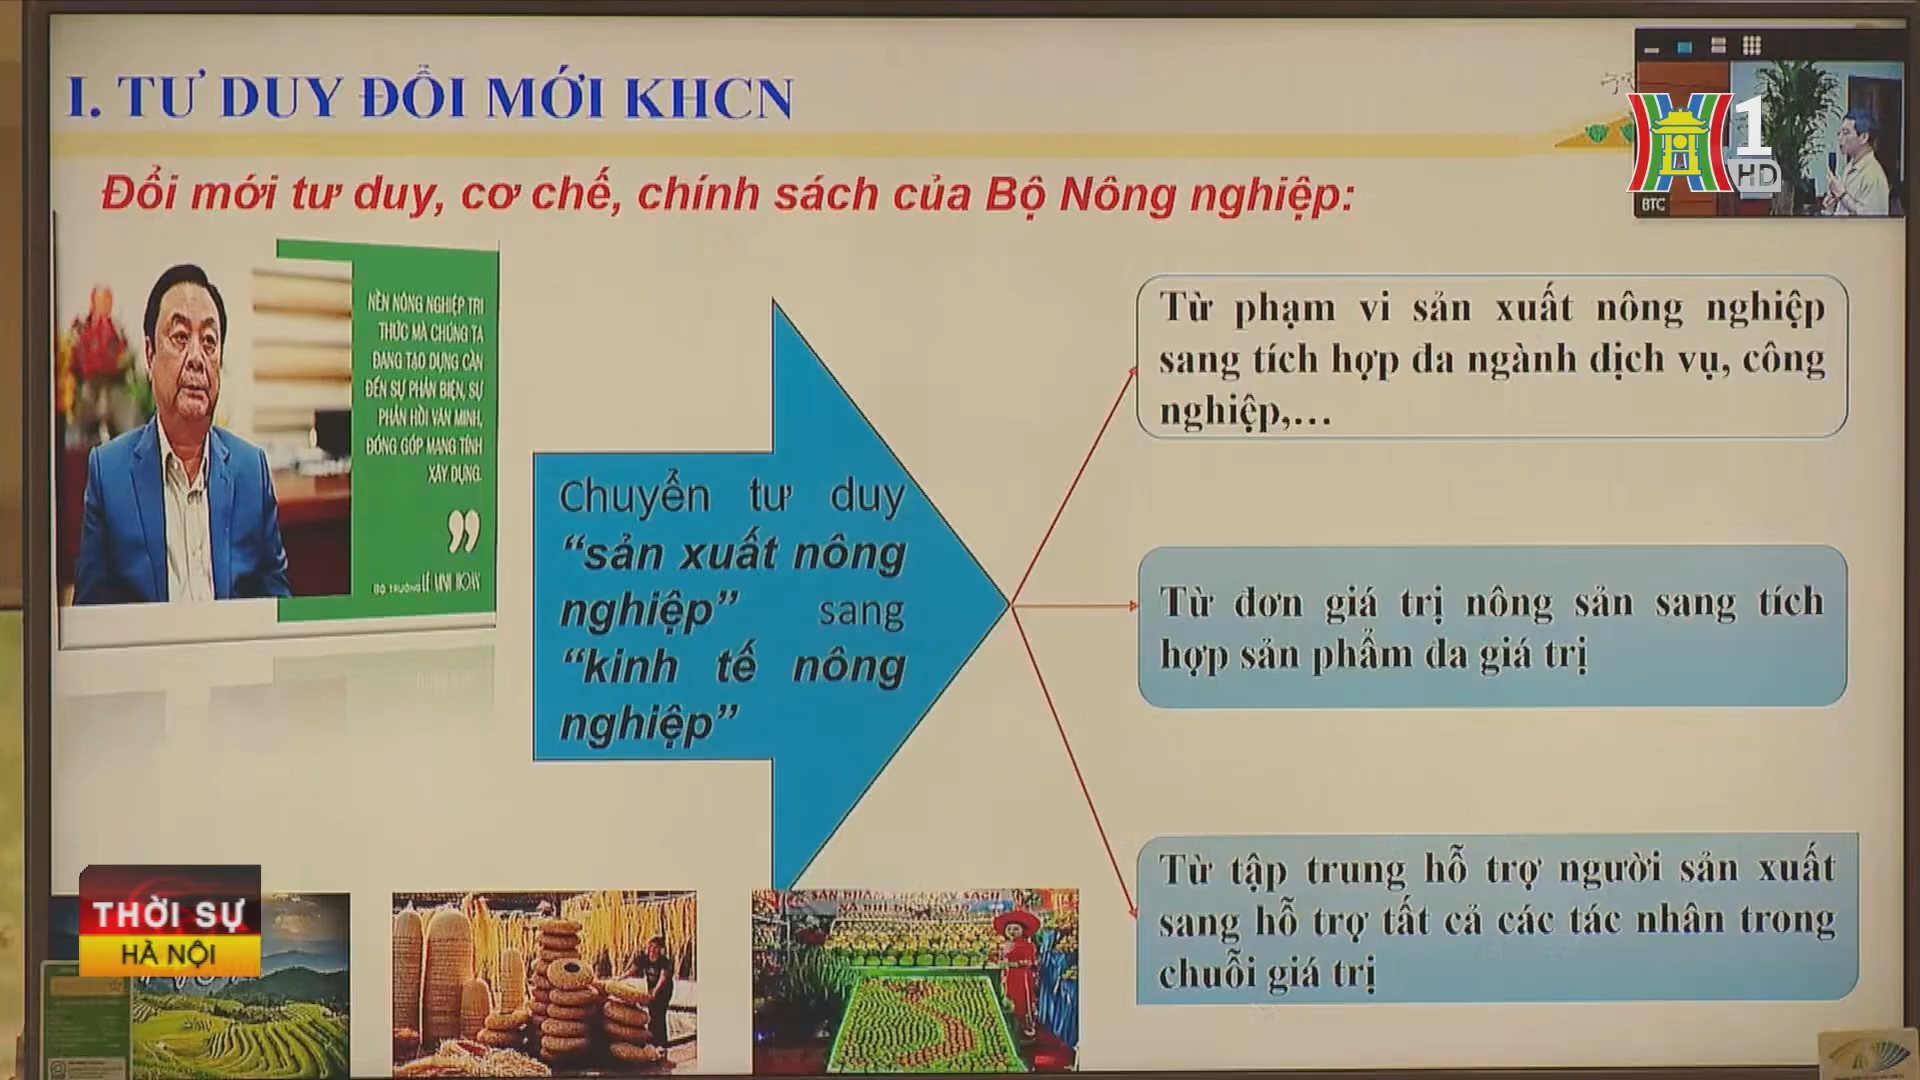 I. TƯ DUY ĐỔI MỚI KHCN
Đổi mới tư duy, cơ chế, chính sách của Bộ Nông nghiệp:
1
HD
BTC
NỀN NÔNG NGHIỆP TRI
THỨC MÀ CHÚNG TA
ĐANG TẠO DỰNG CẦN
ĐẾN SỰ PHẢN BIỆN, SỰ
PHẢN HỒI VĂN MINH,
ĐÓNG GÓP MANG TÍNH
XÂY DỰNG.
”
BỘ TRƯỞNG LÊ MINH HOAN
Chuyển tư duy
“sản xuất nông
nghiệp” sang
“kinh tế nông
nghiệp”
Từ phạm vi sản xuất nông nghiệp
sang tích hợp đa ngành dịch vụ, công
nghiệp,...
Từ đơn giá trị nông sản sang tích
hợp sản phẩm đa giá trị
Từ tập trung hỗ trợ người sản xuất
sang hỗ trợ tất cả các tác nhân trong
chuỗi giá trị
THỜI SỰ
HÀ NỘI